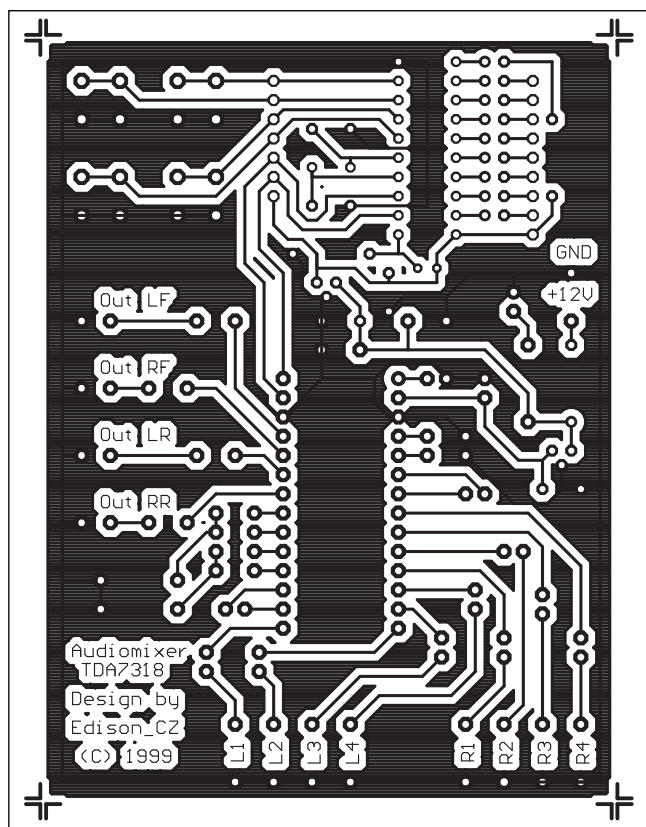 GND
+12V
Out LF
Out RF
Out LR
Out RR
Audiomixer
TDA7318
Design by
Edison_CZ
(C) 1999
L1
L2
L3
L4
R1
R2
R3
R4